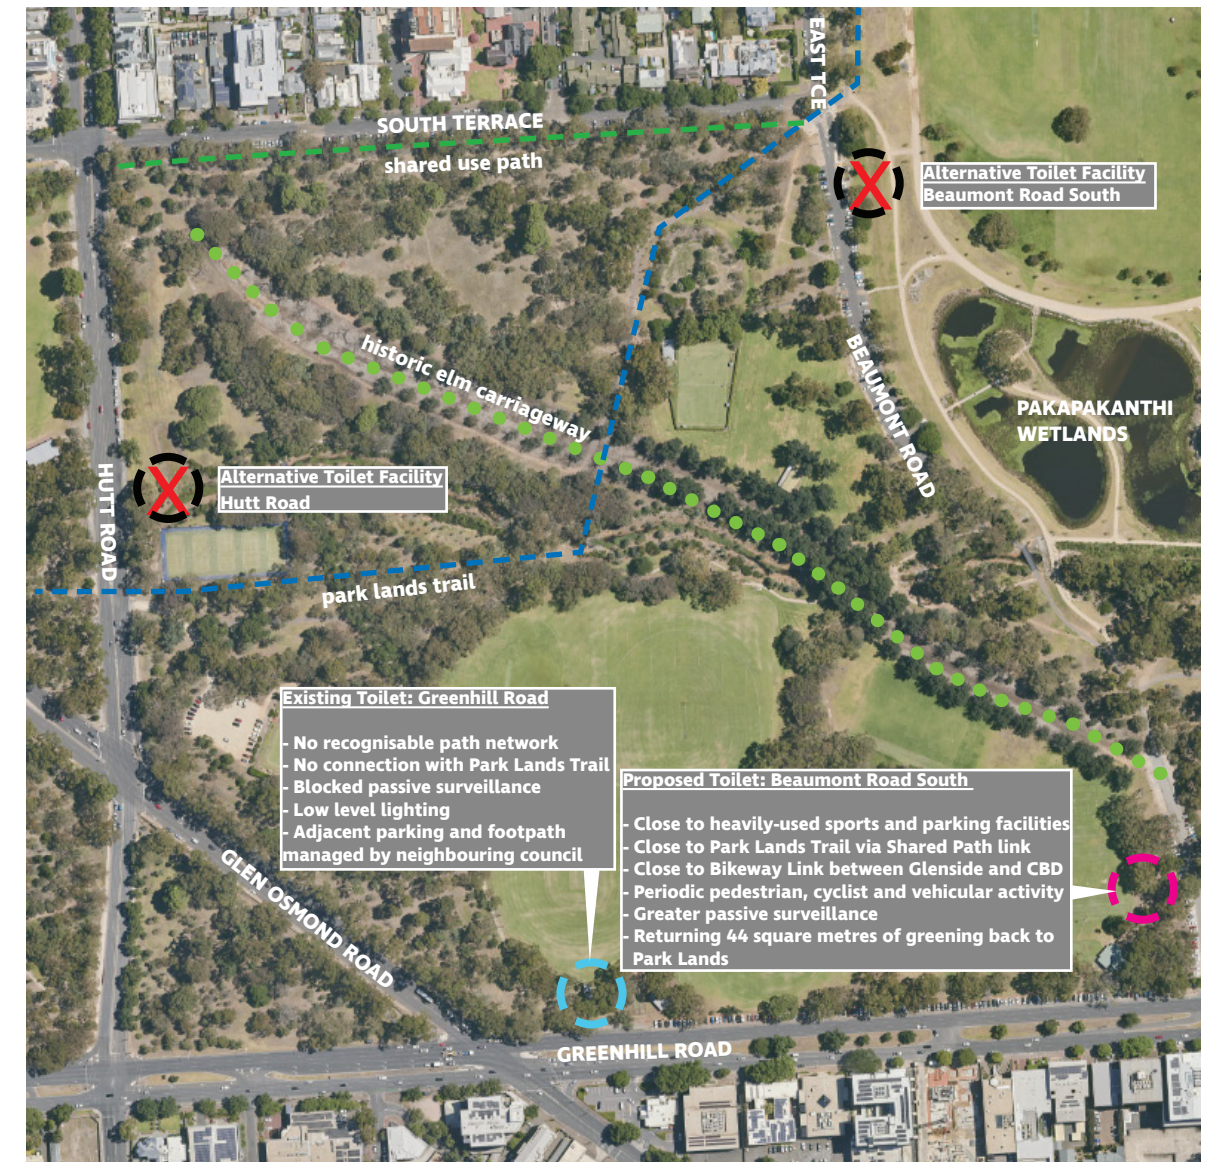 EAST TCE
SOUTH TERRACE
shared use path
Alternative Toilet Facility
Beaumont Road South
historic elm carriageway
BEAUMONT ROAD
PAKAPAKANTHI
WETLANDS
X
X
Alternative Toilet Facility
Hutt Road
HUTT ROAD
park lands trail
Existing Toilet: Greenhill Road
- No recognisable path network
- No connection with Park Lands Trail
- Blocked passive surveillance
- Low level lighting
- Adjacent parking and footpath
managed by neighbouring council
Proposed Toilet: Beaumont Road South
- Close to heavily-used sports and parking facilities
- Close to Park Lands Trail via Shared Path link
- Close to Bikeway Link between Glenside and CBD
- Periodic pedestrian, cyclist and vehicular activity
- Greater passive surveillance
- Returning 44 square metres of greening back to
Park Lands
GLEN OSMOND ROAD
GREENHILL ROAD